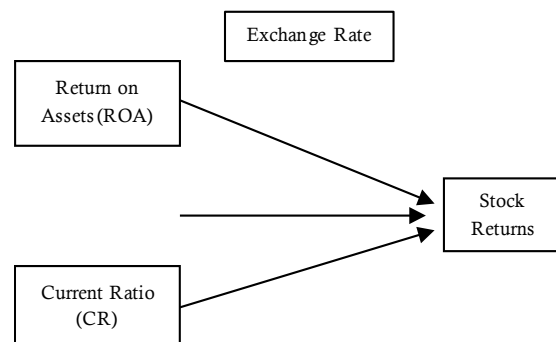 Exchange Rate
Return on
Assets(ROA)
Stock
Returns
Current Ratio
(CR)